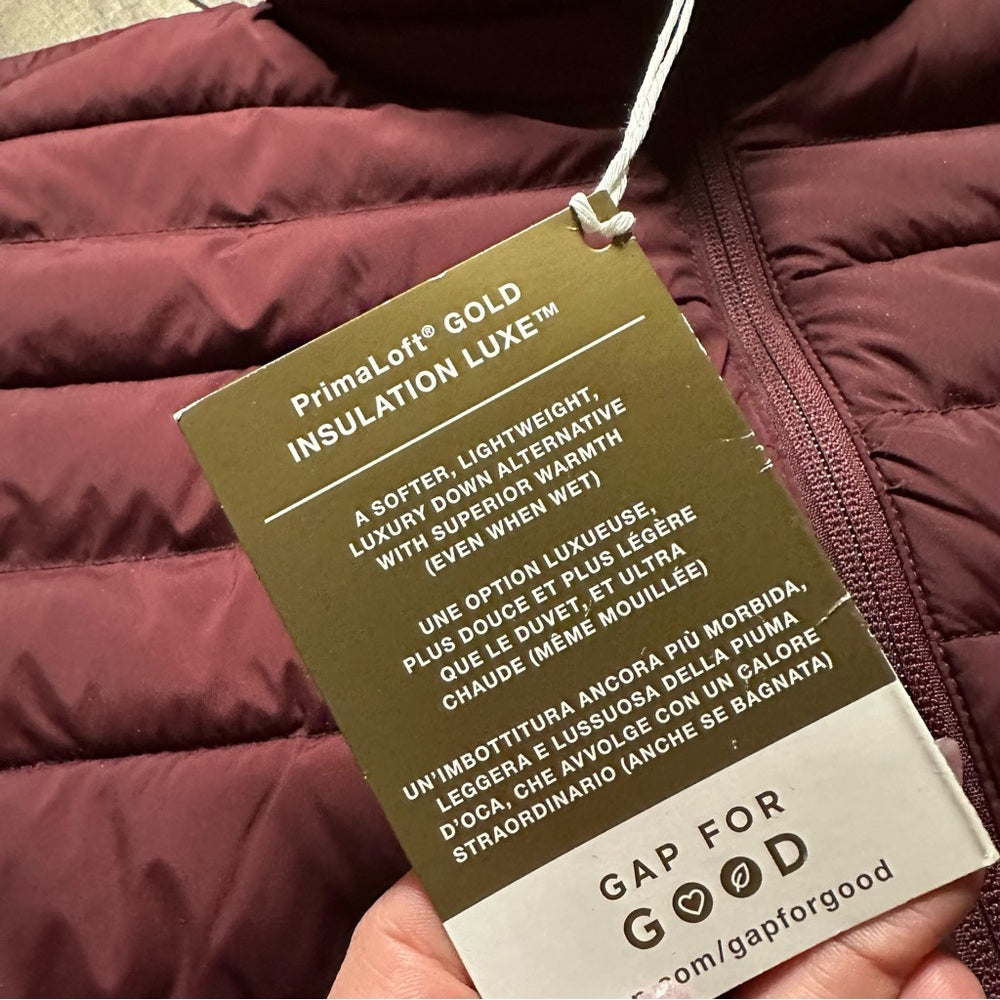 PrimaLoft® GOLD
INSULATION LUXE™
A SOFTER, LIGHTWEIGHT,
LUXURY DOWN ALTERNATIVE
WITH SUPERIOR WARMTH
(EVEN WHEN WET)
UNE OPTION LUXUEUSE,
PLUS DOUCE ET PLUS LÉGÈRE
QUE LE DUVET, ET ULTRA
CHAUDE (MÊME MOUILLÉE)
UN'IMBOTTITURA ANCORA PIÙ MORBIDA,
LEGGERA E LUSSUOSA DELLA PIUMA
D'OCA, CHE AVVOLGE CON UN CALORE
STRAORDINARIO (ANCHE SE BAGNATA)
GAP FOR
GOOD
.com/gapforgood